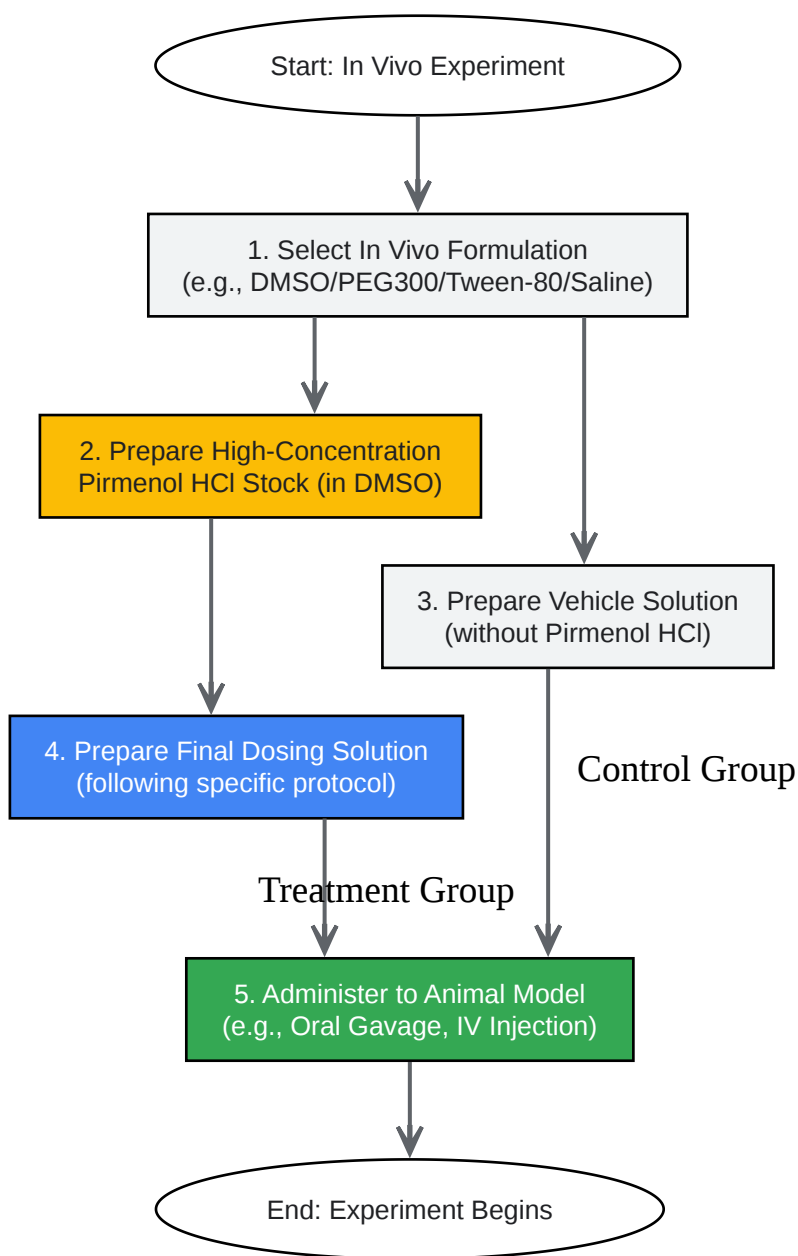 Start: In Vivo Experiment
1. Select In Vivo Formulation
(e.g., DMSO/PEG300/Tween-80/Saline)
2. Prepare High-Concentration
Pirmenol HCl Stock (in DMSO)
3. Prepare Vehicle Solution
(without Pirmenol HCl)
4. Prepare Final Dosing Solution
(following specific protocol)
Control Group
Treatment Group
5. Administer to Animal Model
(e.g., Oral Gavage, IV Injection)
End: Experiment Begins